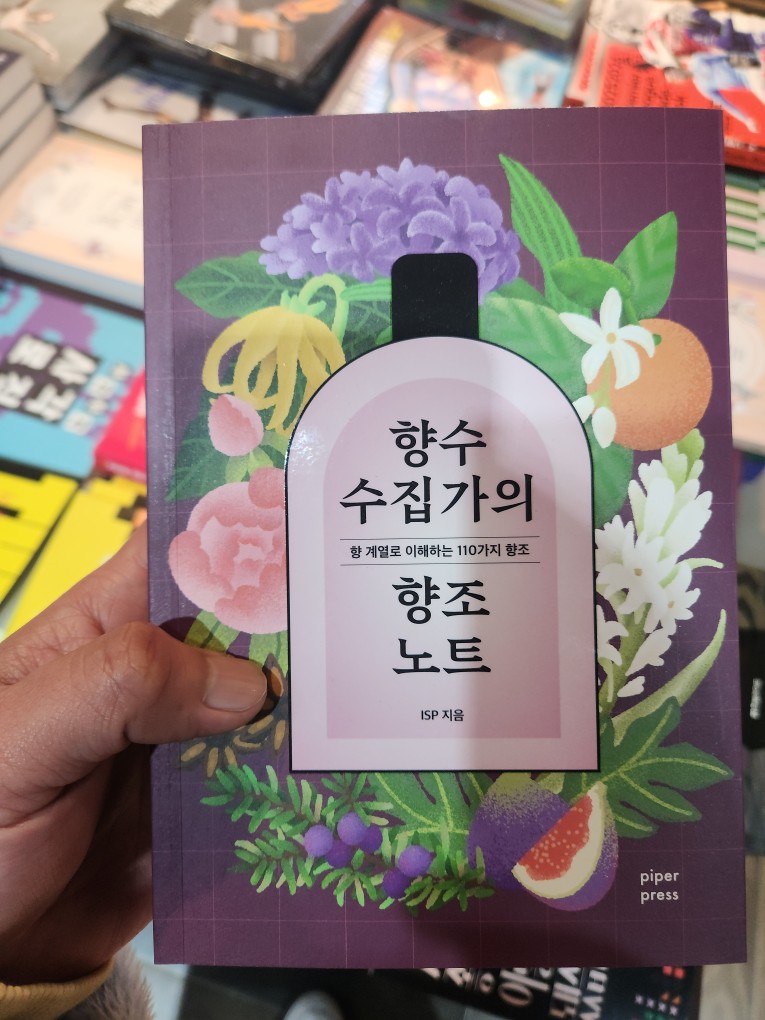 향수
수집가의
향 계열로 이해하는 110가지 향조
향조
노트
ISP 지음
piper
press